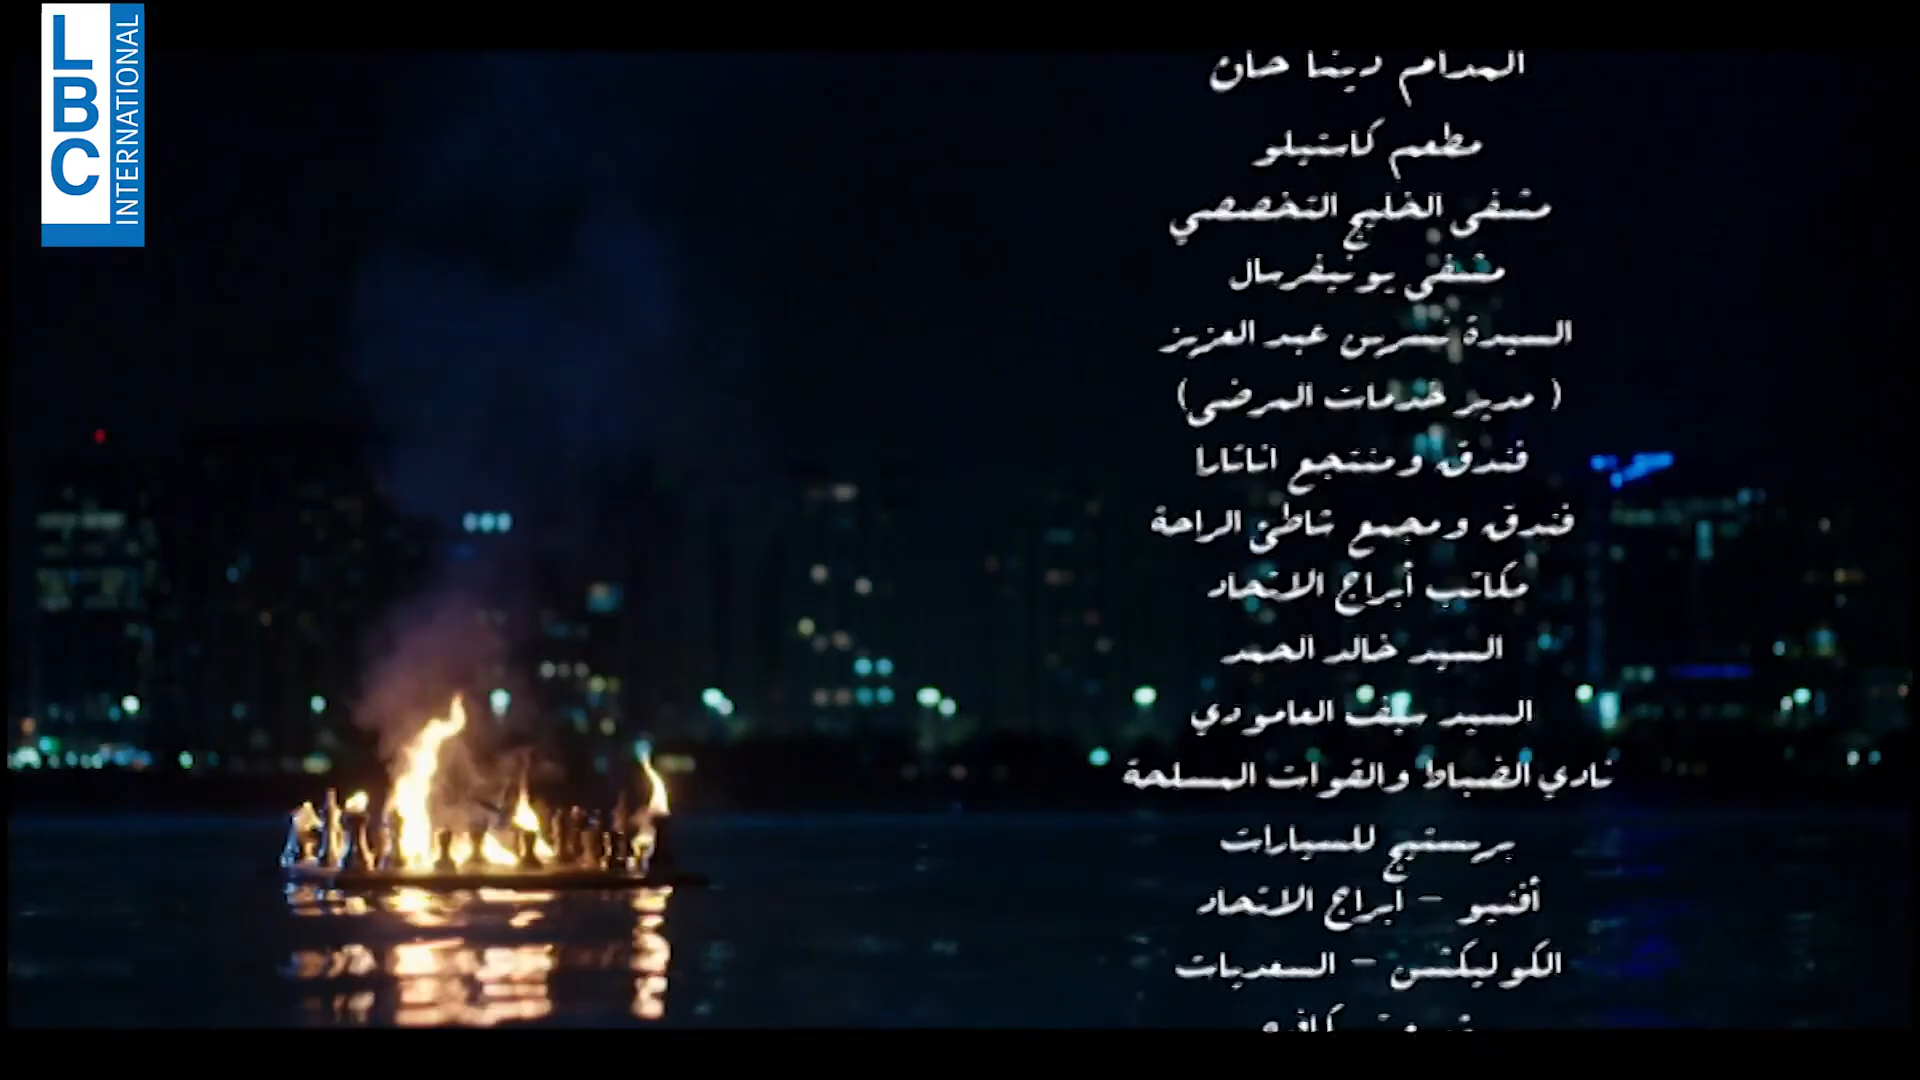 LBC
INTERNATIONAL
المدام ديما حان
مطعم كاستيلو
مشفى الخليج التخصصي
مشفى يونيفرسال
السيدة نسرين عبد العزيز
( مدير خدمات المرضى)
فندق ومنتجع اناتارا
فندق ومجمع شاطئ الراحة
مكاتب أبراج الاتحاد
السيد خالد الحمد
السيد سيف العامودي
نادي الضباط والقوات المسلحة
برستيج للسيارات
أفنيو - ابراج الاتحاد
الكوليكشن - السعديات